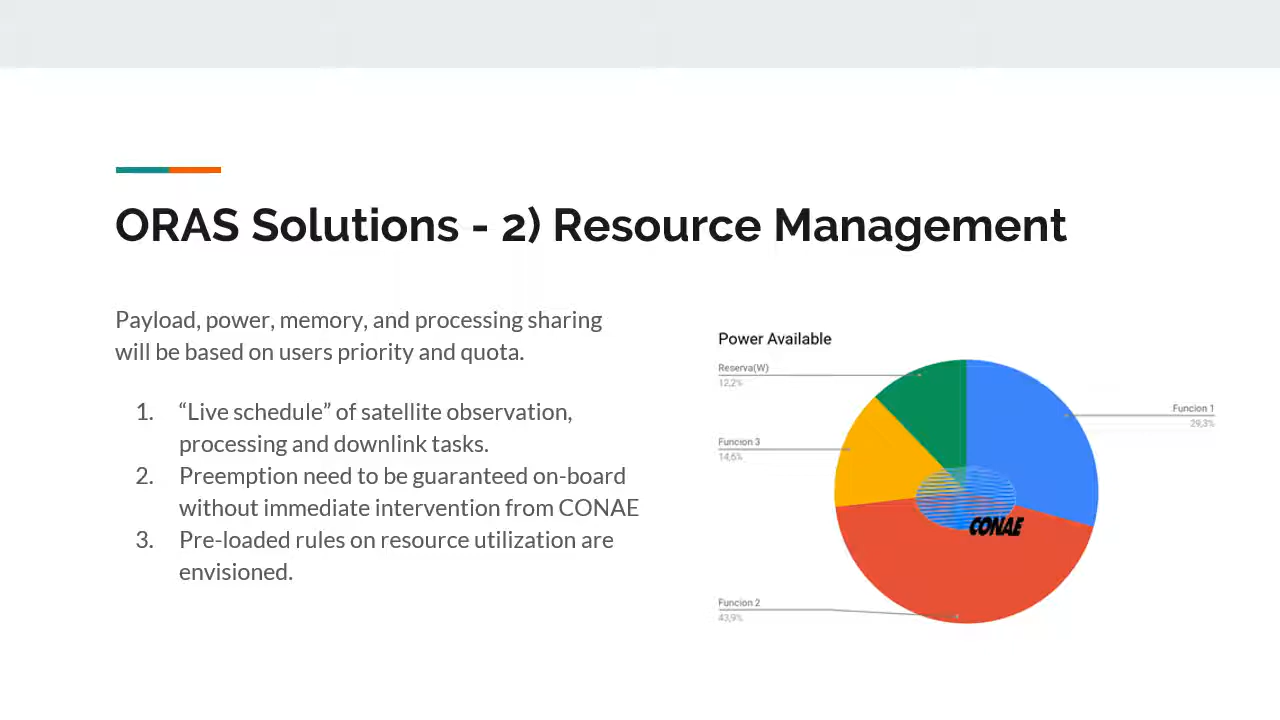 ORAS Solutions - 2) Resource Management
Payload, power, memory, and processing sharing
will be based on users priority and quota.
1. “Live schedule” of satellite observation,
processing and downlink tasks.
2. Preemption need to be guaranteed on-board
without immediate intervention from CONAE
3. Pre-loaded rules on resource utilization are
envisioned.
Power Available
Reserva(W)
12,2%
Funcion 1
29,3%
Funcion 3
14,6%
CONAE
Funcion 2
43,9%